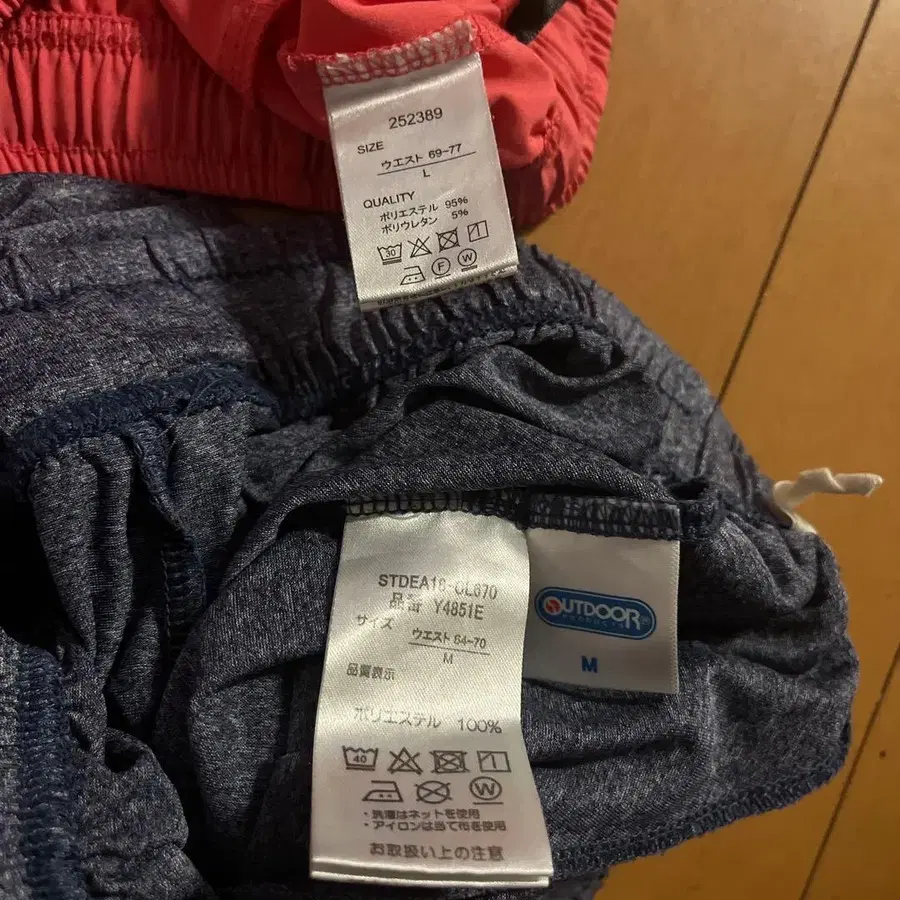 252389
SIZE
ウエスト 69-77
L
QUALITY
ポリエステル 95%
ポリウレタン 5%
30
F
W
STDEA18-OL670
品番 Y4851E
サイズ
ウエスト 64-70
M
品質表示
ポリエステル 100%
40
W
・洗濯はネットを使用
・アイロンは当て布を使用
お取扱い上の注意
OUTDOOR®
PRODUCTS
M